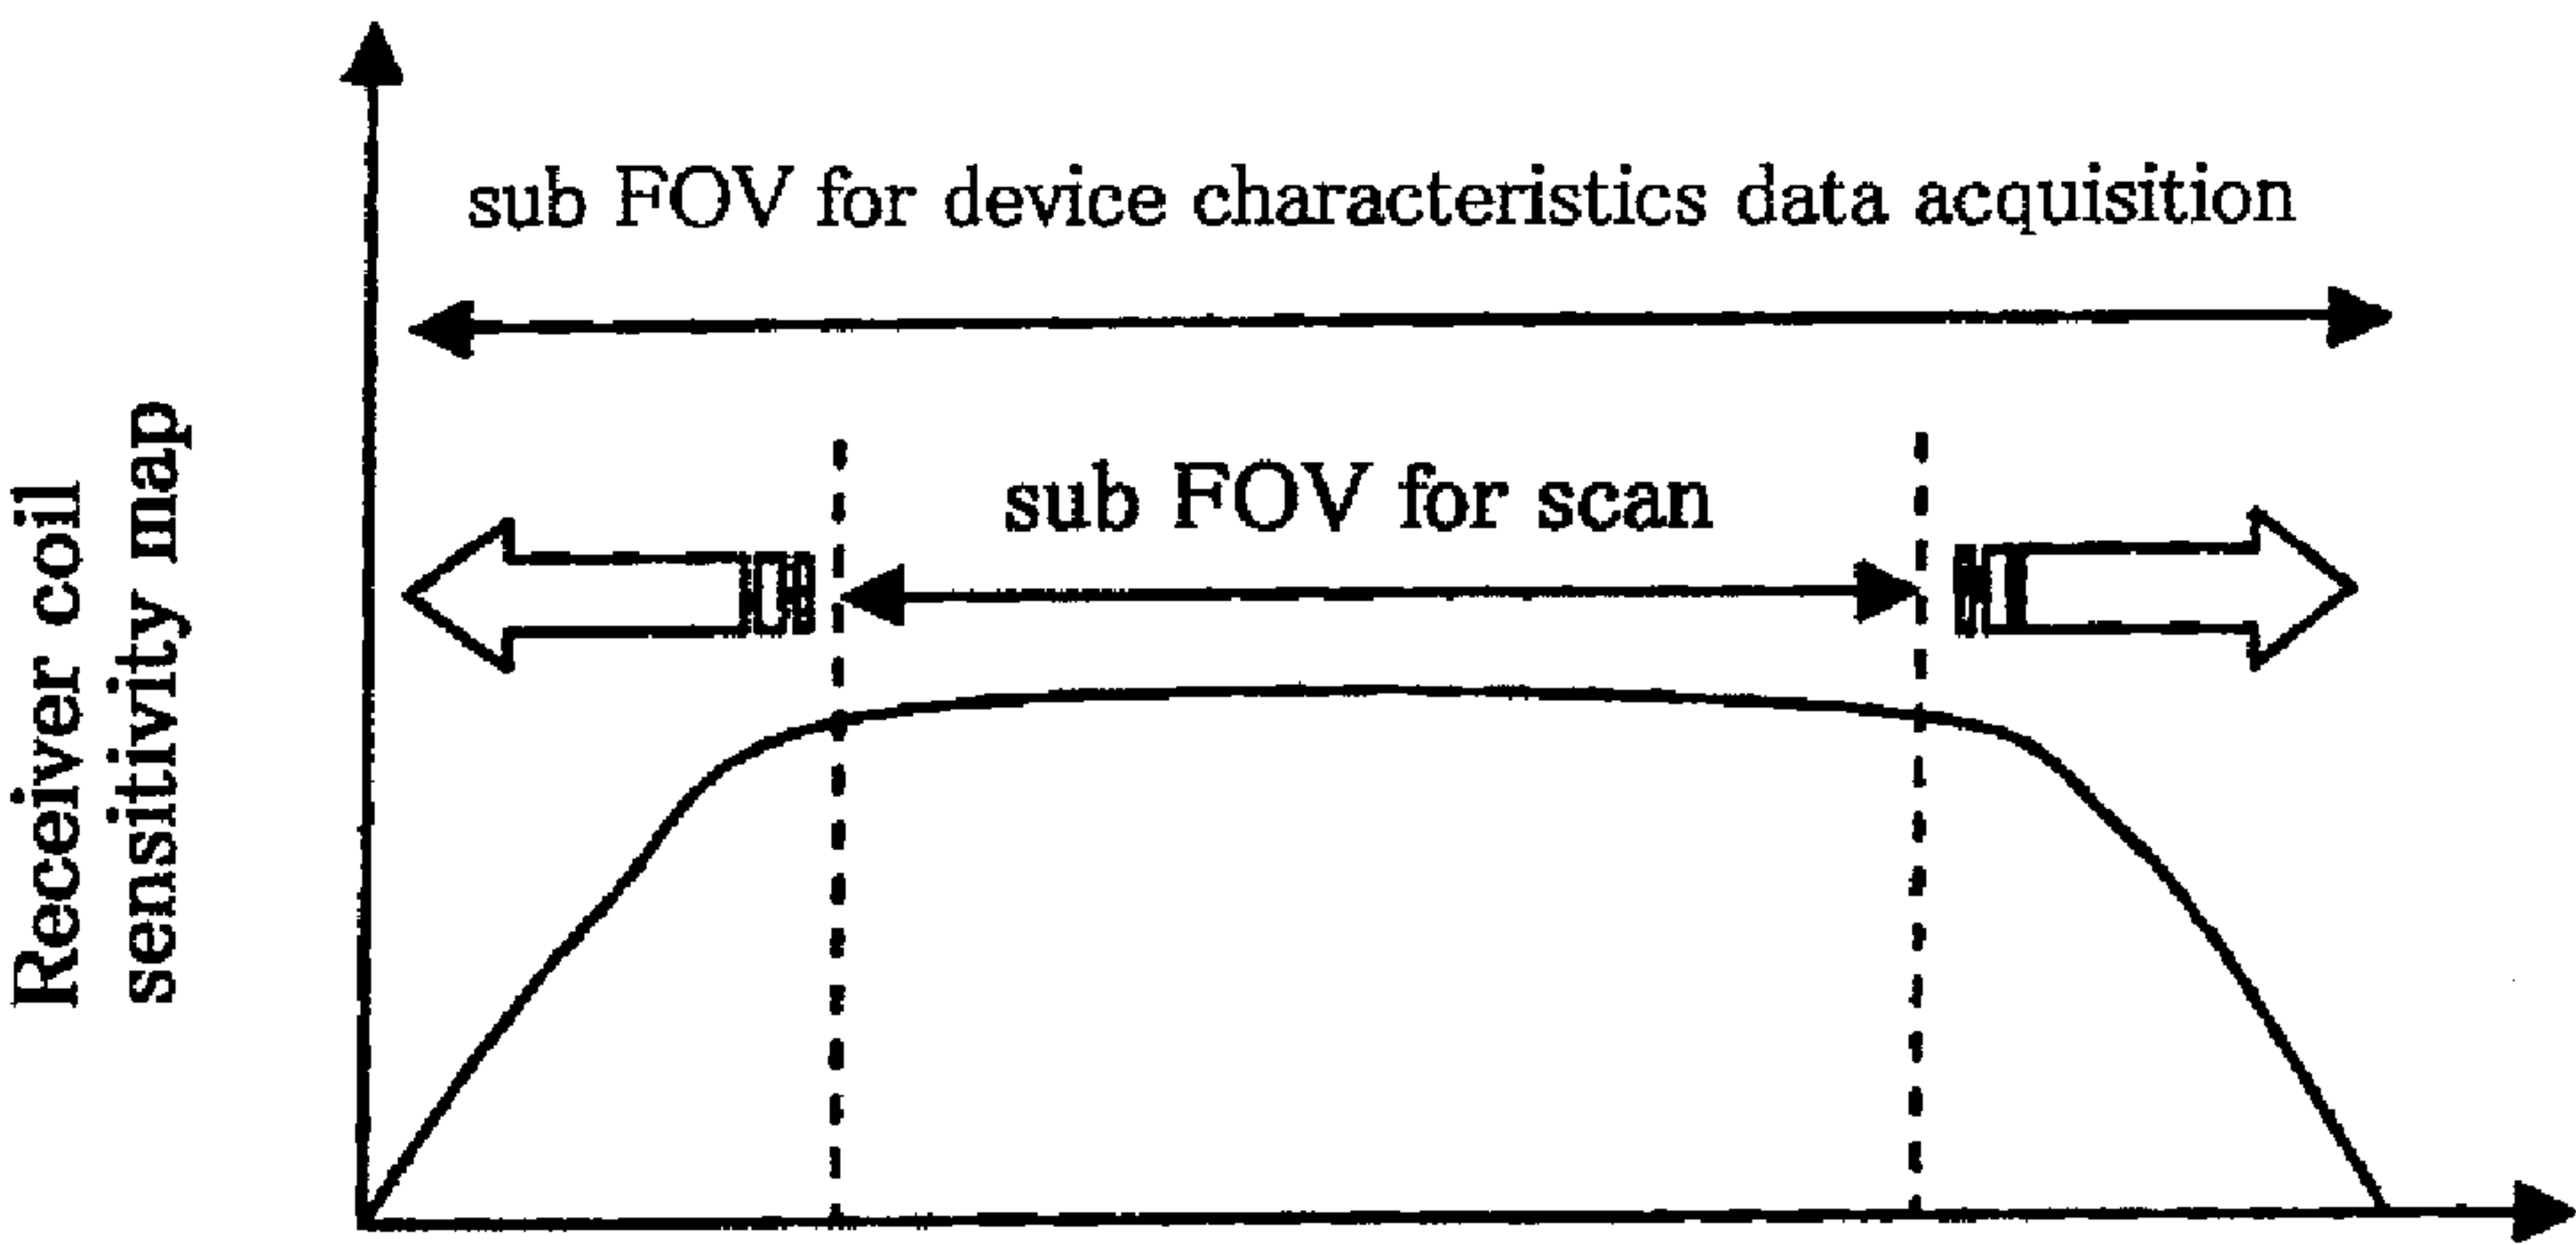 sub FOV for device characteristics data acquisition
sub FOV for scan
Receiver coil
sensitivity map